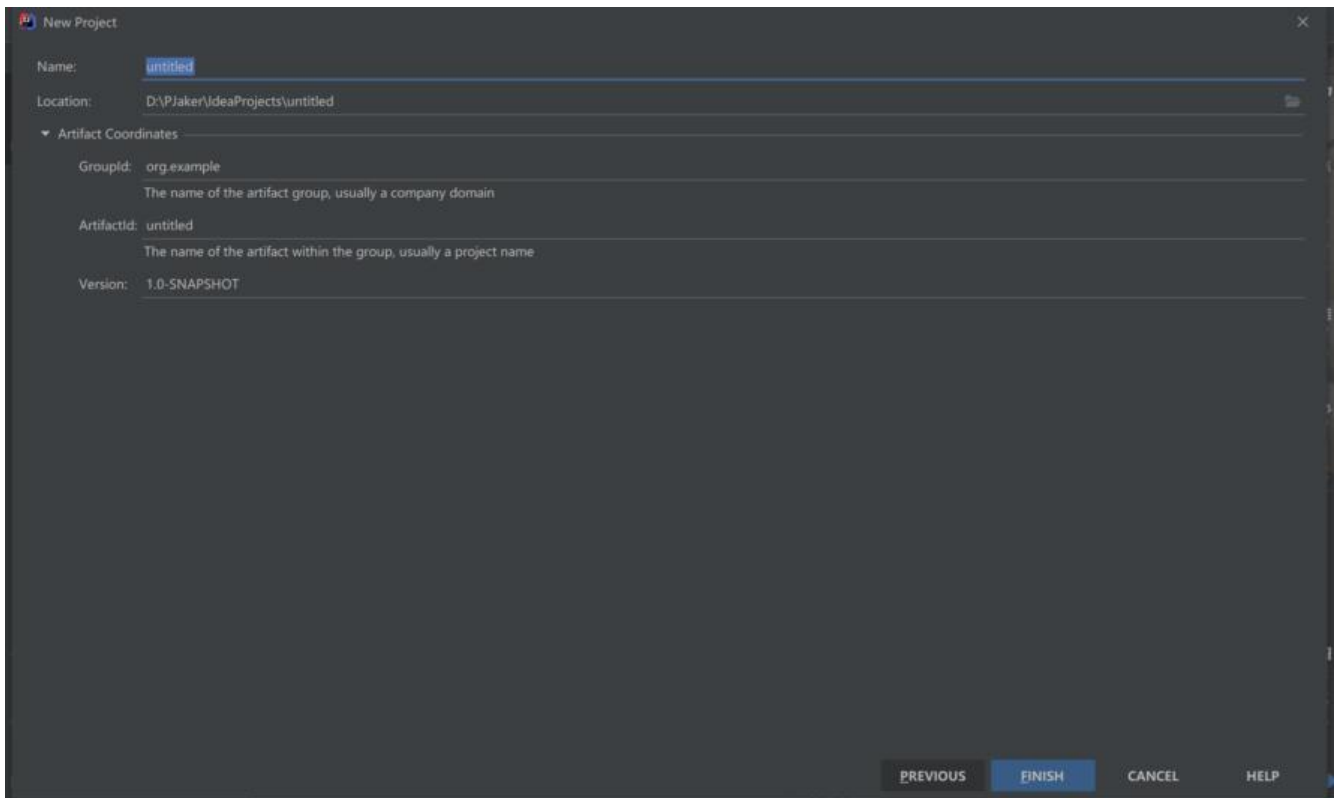 New Project
Name: untitled
Location: D:\PJaker\IdeaProjects\untitled
Artifact Coordinates
GroupId: org.example
The name of the artifact group, usually a company domain
ArtifactId: untitled
The name of the artifact within the group, usually a project name
Version: 1.0-SNAPSHOT
PREVIOUS FINISH CANCEL HELP